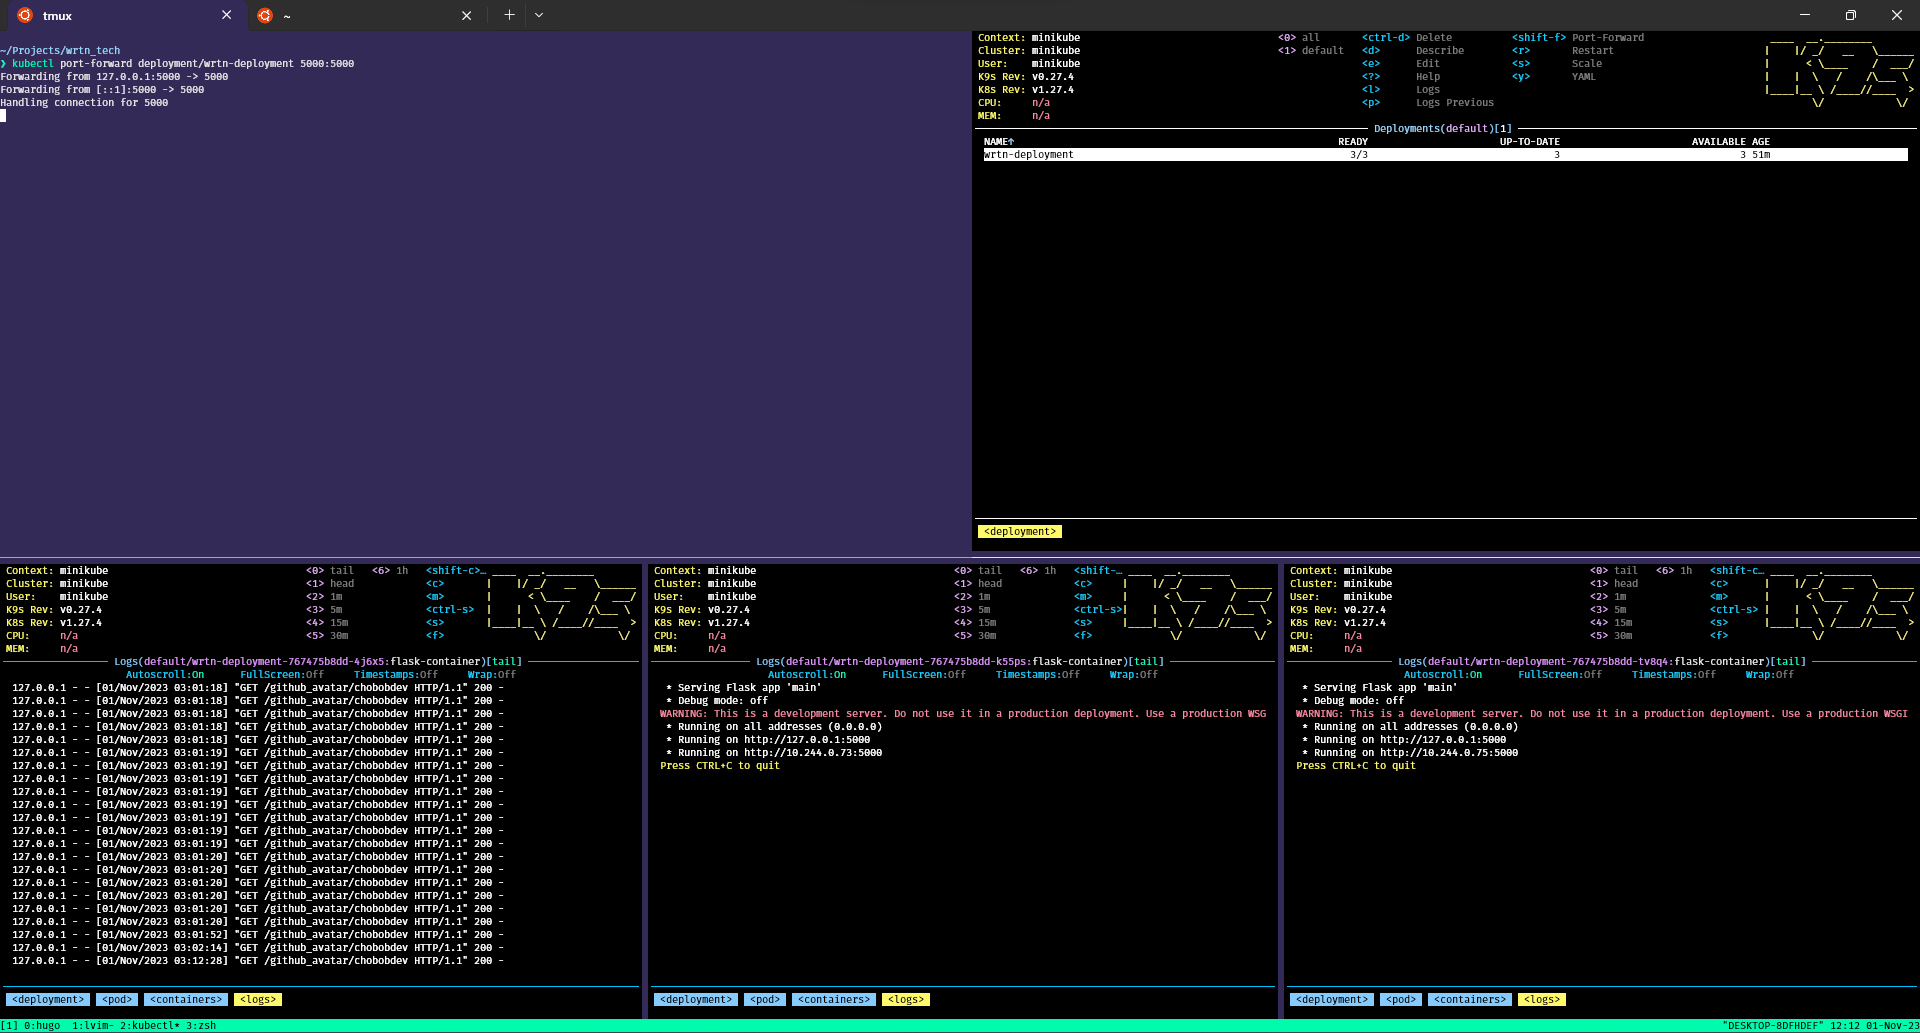 tmux
~
~/Projects/wrtn_tech
❯ kubectl port-forward deployment/wrtn-deployment 5000:5000
Forwarding from 127.0.0.1:5000 -> 5000
Forwarding from [::1]:5000 -> 5000
Handling connection for 5000
Context: minikube <0> all <ctrl-d> Delete <shift-f> Port-Forward
Cluster: minikube <1> default <d> Describe <r> Restart
User: minikube <e> Edit <s> Scale
K9s Rev: v0.27.4 <?> Help <y> YAML
K8s Rev: v1.27.4 <l> Logs
CPU: n/a <p> Logs Previous
MEM: n/a
Deployments(default)[1]
NAME↑ READY UP-TO-DATE AVAILABLE AGE
wrtn-deployment 3/3 3 3 51m
<deployment>
Context: minikube <0> tail <6> 1h <shift-c>…
Cluster: minikube <1> head <c>
User: minikube <2> 1m <m>
K9s Rev: v0.27.4 <3> 5m <ctrl-s>
K8s Rev: v1.27.4 <4> 15m <s>
CPU: n/a <5> 30m <f>
MEM: n/a
Logs(default/wrtn-deployment-767475b8dd-4j6x5:flask-container)[tail]
Autoscroll:On FullScreen:Off Timestamps:Off Wrap:Off
127.0.0.1 - - [01/Nov/2023 03:01:18] "GET /github_avatar/chobobdev HTTP/1.1" 200 -
127.0.0.1 - - [01/Nov/2023 03:01:18] "GET /github_avatar/chobobdev HTTP/1.1" 200 -
127.0.0.1 - - [01/Nov/2023 03:01:18] "GET /github_avatar/chobobdev HTTP/1.1" 200 -
127.0.0.1 - - [01/Nov/2023 03:01:18] "GET /github_avatar/chobobdev HTTP/1.1" 200 -
127.0.0.1 - - [01/Nov/2023 03:01:18] "GET /github_avatar/chobobdev HTTP/1.1" 200 -
127.0.0.1 - - [01/Nov/2023 03:01:19] "GET /github_avatar/chobobdev HTTP/1.1" 200 -
127.0.0.1 - - [01/Nov/2023 03:01:19] "GET /github_avatar/chobobdev HTTP/1.1" 200 -
127.0.0.1 - - [01/Nov/2023 03:01:19] "GET /github_avatar/chobobdev HTTP/1.1" 200 -
127.0.0.1 - - [01/Nov/2023 03:01:19] "GET /github_avatar/chobobdev HTTP/1.1" 200 -
127.0.0.1 - - [01/Nov/2023 03:01:19] "GET /github_avatar/chobobdev HTTP/1.1" 200 -
127.0.0.1 - - [01/Nov/2023 03:01:19] "GET /github_avatar/chobobdev HTTP/1.1" 200 -
127.0.0.1 - - [01/Nov/2023 03:01:19] "GET /github_avatar/chobobdev HTTP/1.1" 200 -
127.0.0.1 - - [01/Nov/2023 03:01:19] "GET /github_avatar/chobobdev HTTP/1.1" 200 -
127.0.0.1 - - [01/Nov/2023 03:01:20] "GET /github_avatar/chobobdev HTTP/1.1" 200 -
127.0.0.1 - - [01/Nov/2023 03:01:20] "GET /github_avatar/chobobdev HTTP/1.1" 200 -
127.0.0.1 - - [01/Nov/2023 03:01:20] "GET /github_avatar/chobobdev HTTP/1.1" 200 -
127.0.0.1 - - [01/Nov/2023 03:01:20] "GET /github_avatar/chobobdev HTTP/1.1" 200 -
127.0.0.1 - - [01/Nov/2023 03:01:20] "GET /github_avatar/chobobdev HTTP/1.1" 200 -
127.0.0.1 - - [01/Nov/2023 03:01:20] "GET /github_avatar/chobobdev HTTP/1.1" 200 -
127.0.0.1 - - [01/Nov/2023 03:01:52] "GET /github_avatar/chobobdev HTTP/1.1" 200 -
127.0.0.1 - - [01/Nov/2023 03:02:14] "GET /github_avatar/chobobdev HTTP/1.1" 200 -
127.0.0.1 - - [01/Nov/2023 03:12:28] "GET /github_avatar/chobobdev HTTP/1.1" 200 -
<deployment> <pod> <containers> <logs>
Context: minikube <0> tail <6> 1h <shift-…
Cluster: minikube <1> head <c>
User: minikube <2> 1m <m>
K9s Rev: v0.27.4 <3> 5m <ctrl-s>
K8s Rev: v1.27.4 <4> 15m <s>
CPU: n/a <5> 30m <f>
MEM: n/a
Logs(default/wrtn-deployment-767475b8dd-k55ps:flask-container)[tail]
Autoscroll:On FullScreen:Off Timestamps:Off Wrap:Off
* Serving Flask app 'main'
* Debug mode: off
WARNING: This is a development server. Do not use it in a production deployment. Use a production WSG
* Running on all addresses (0.0.0.0)
* Running on http://127.0.0.1:5000
* Running on http://10.244.0.73:5000
Press CTRL+C to quit
<deployment> <pod> <containers> <logs>
Context: minikube <0> tail <6> 1h <shift-c…
Cluster: minikube <1> head <c>
User: minikube <2> 1m <m>
K9s Rev: v0.27.4 <3> 5m <ctrl-s>
K8s Rev: v1.27.4 <4> 15m <s>
CPU: n/a <5> 30m <f>
MEM: n/a
Logs(default/wrtn-deployment-767475b8dd-tv8q4:flask-container)[tail]
Autoscroll:On FullScreen:Off Timestamps:Off Wrap:Off
* Serving Flask app 'main'
* Debug mode: off
WARNING: This is a development server. Do not use it in a production deployment. Use a production WSGI
* Running on all addresses (0.0.0.0)
* Running on http://127.0.0.1:5000
* Running on http://10.244.0.75:5000
Press CTRL+C to quit
<deployment> <pod> <containers> <logs>
[1] 0:hugo 1:lvim- 2:kubectl* 3:zsh "DESKTOP-8DFHDEF" 12:12 01-Nov-23